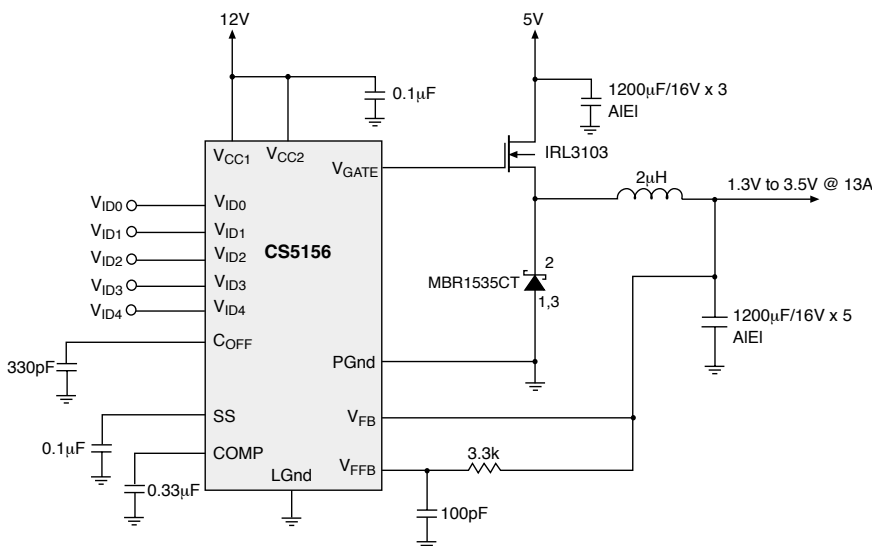 12V
5V
0.1μF
1200μF/16V x 3
AlEl
VCC1
VCC2
VGATE
IRL3103
2μH
1.3V to 3.5V @ 13A
VID0
VID0
VID1
VID1
VID2
VID2
VID3
VID3
VID4
VID4
CS5156
MBR1535CT
2
1,3
1200μF/16V x 5
AlEl
COFF
330pF
PGnd
SS
0.1μF
VFB
COMP
0.33μF
LGnd
VFFB
3.3k
100pF